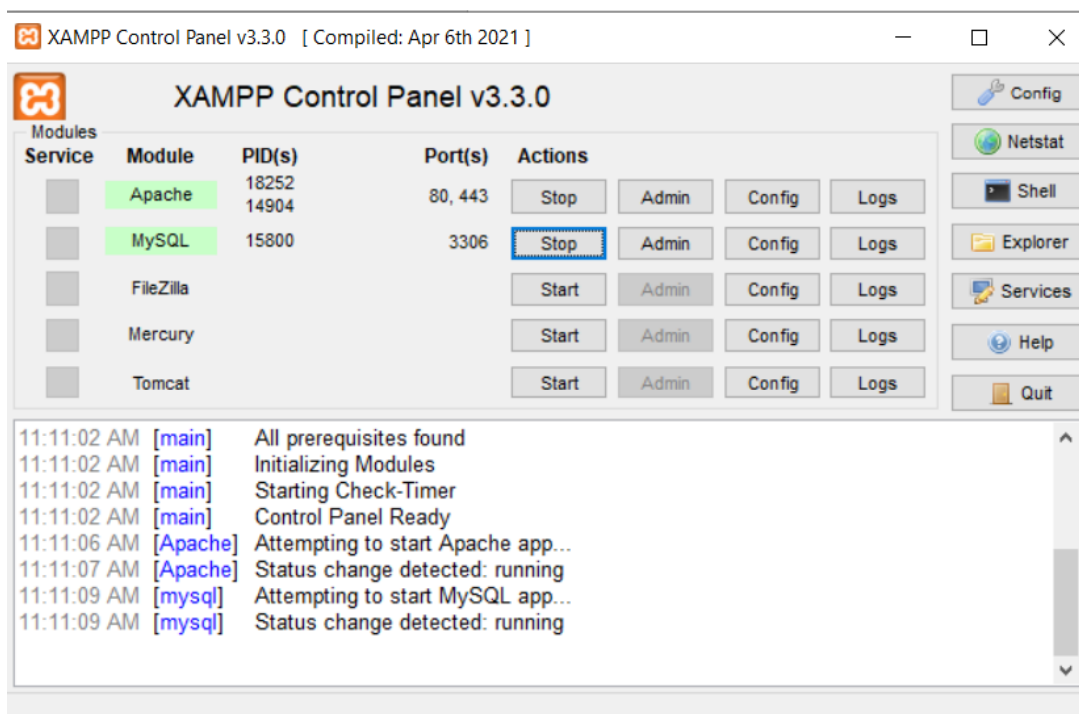 XAMPP Control Panel v3.3.0 [ Compiled: Apr 6th 2021 ]
XAMPP Control Panel v3.3.0
Config
Modules
Service Module PID(s) Port(s) Actions
Netstat
Apache 18252 14904 80, 443 Stop Admin Config Logs
Shell
MySQL 15800 3306 Stop Admin Config Logs
Explorer
FileZilla Start Admin Config Logs
Services
Mercury Start Admin Config Logs
Help
Tomcat Start Admin Config Logs
Quit
11:11:02 AM [main] All prerequisites found
11:11:02 AM [main] Initializing Modules
11:11:02 AM [main] Starting Check-Timer
11:11:02 AM [main] Control Panel Ready
11:11:06 AM [Apache] Attempting to start Apache app...
11:11:07 AM [Apache] Status change detected: running
11:11:09 AM [mysql] Attempting to start MySQL app...
11:11:09 AM [mysql] Status change detected: running